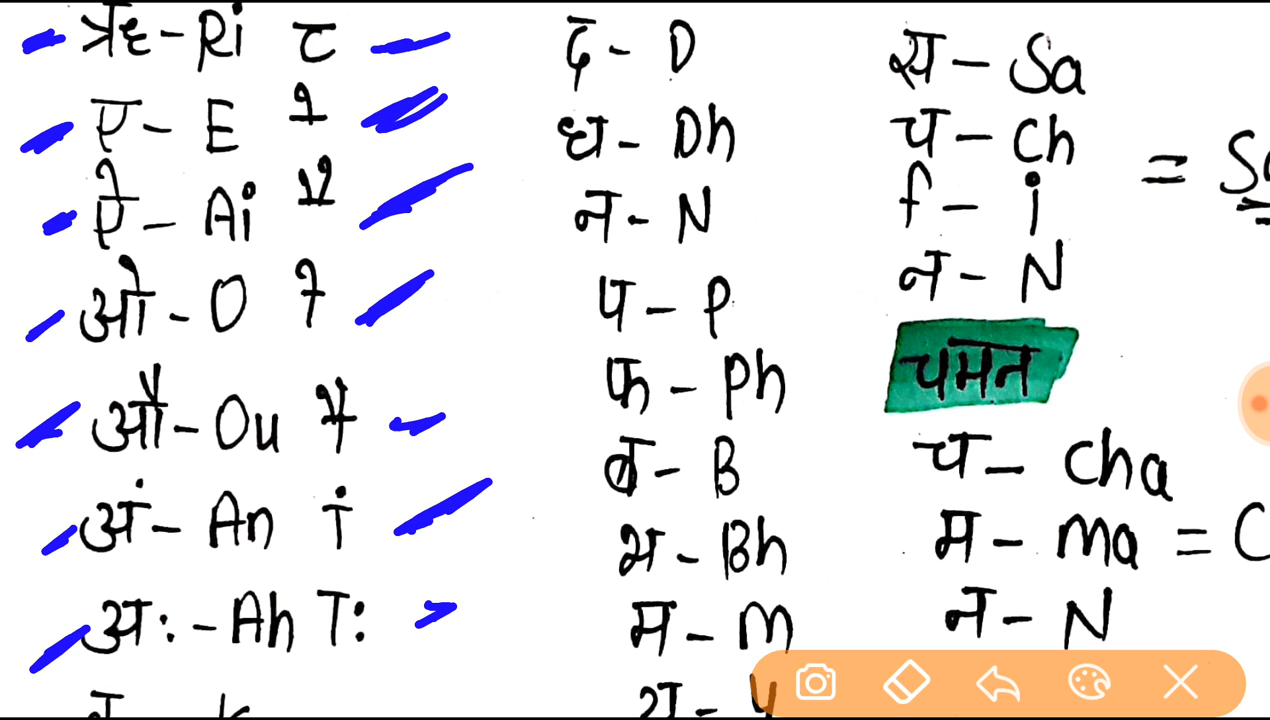 ऋ - Ri
ए - E
ऐ - Ai
ओ - O
औ - Ou
अं - An
अः - Ah
द - D
ध - Dh
न - N
प - P
फ - Ph
ब - B
भ - Bh
म - M
स - Sa
च - Ch
ि - i
न - N
चमन
च - Cha
म - Ma
न - N